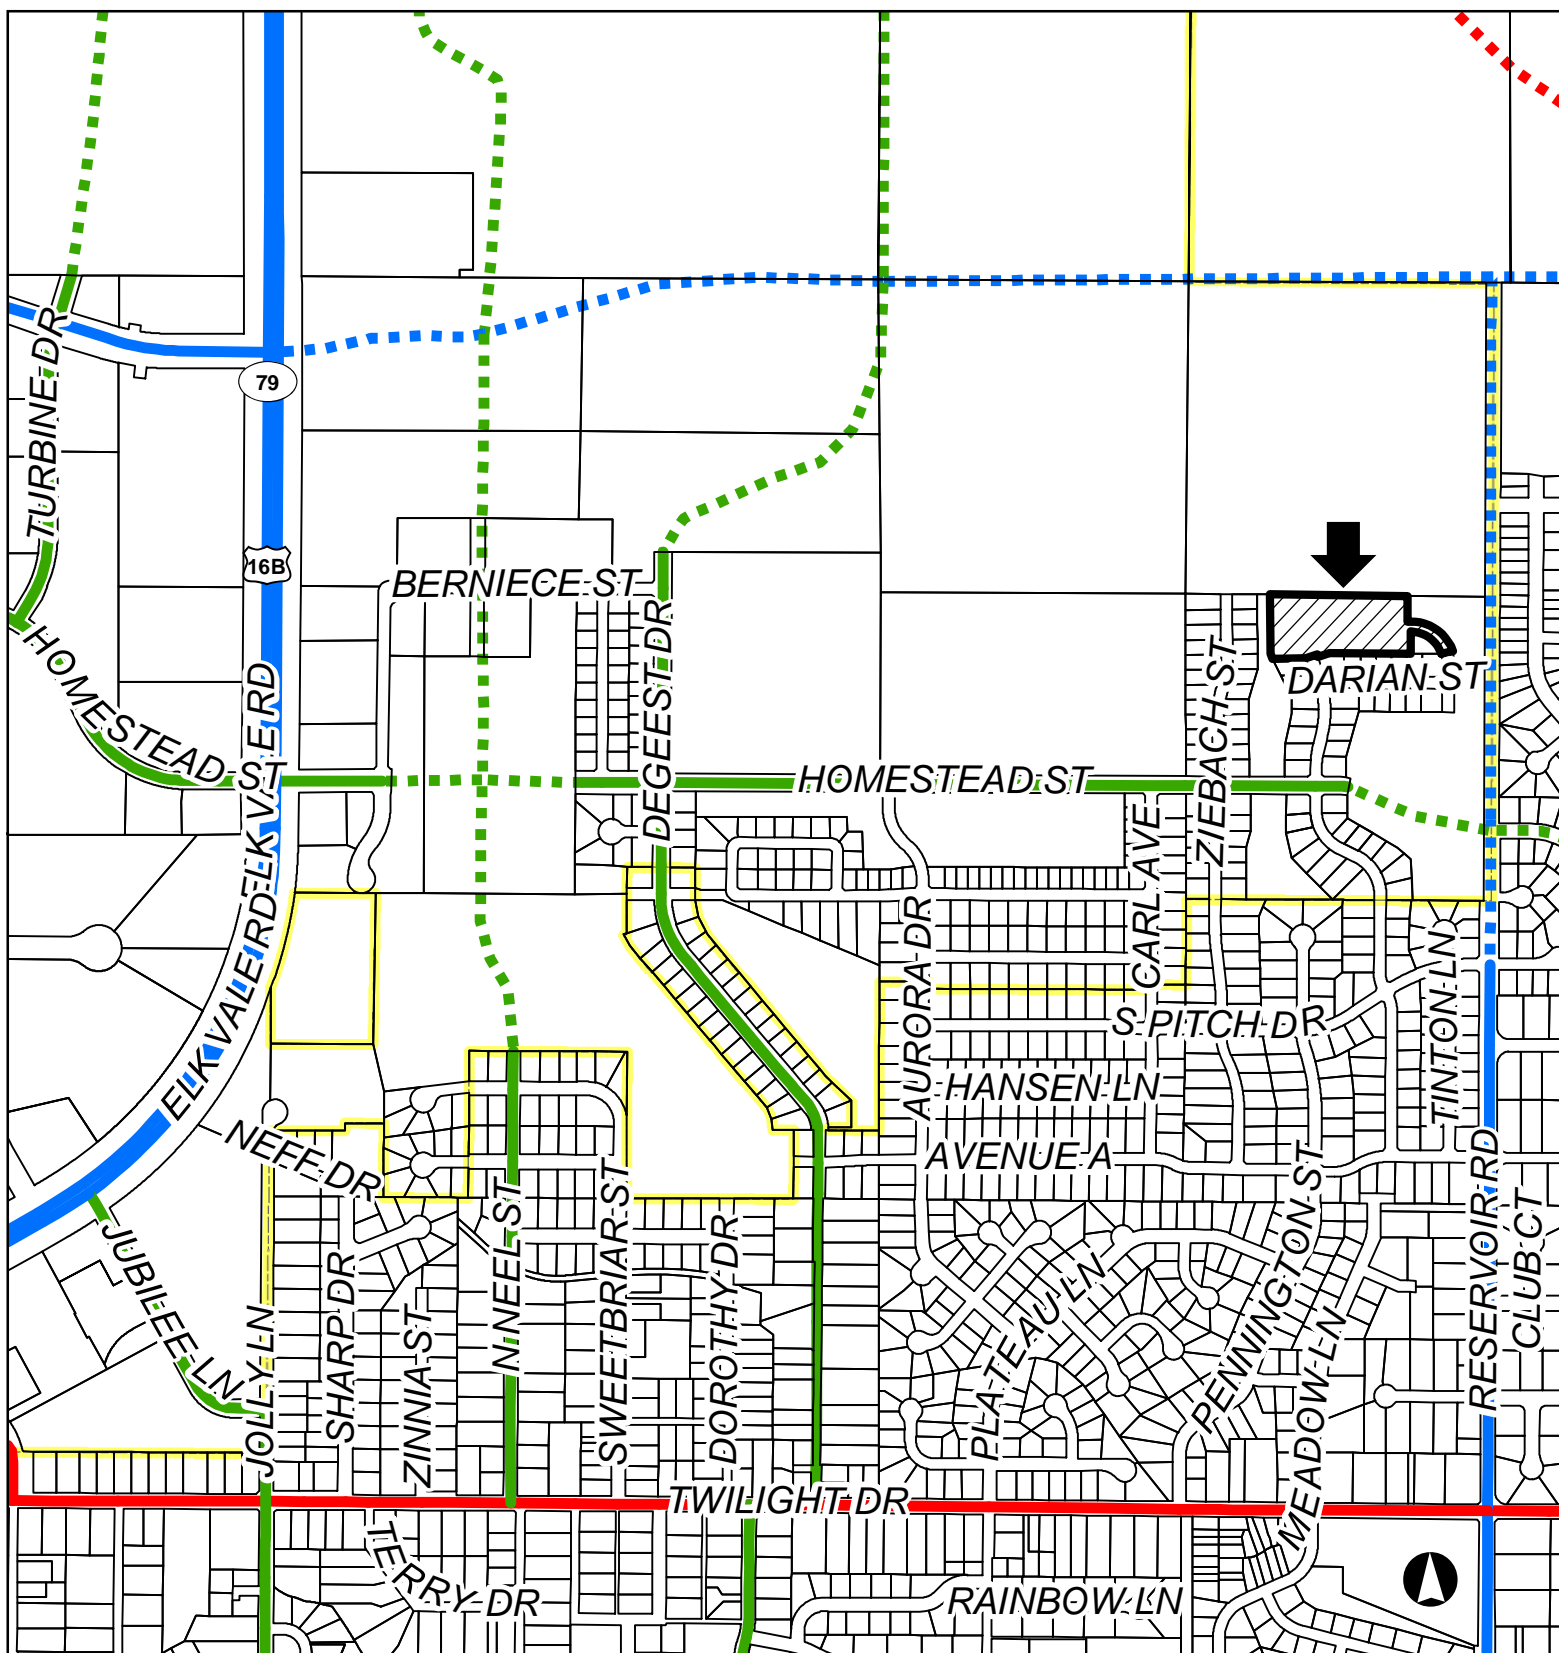 TURBINE DR
79
16B
BERNIECE ST
DEGEEST DR
ZIEBACH ST
DARIAN ST
HOMESTEAD ST
ELK VALE RD
HOMESTEAD ST
CARL AVE
AURORA DR
ELK VALE RD
S PITCH DR
TINTON LN
HANSEN LN
NEFF DR
AVENUE A
JUBILEE LN
JOLLY LN
SHARP DR
ZINNIA ST
N NEEL ST
SWEETBRIAR ST
DOROTHY DR
PLATEAU LN
PENNINGTON ST
MEADOW LN
RESERVOIR RD
CLUB CT
TWILIGHT DR
TERRY DR
RAINBOW LN